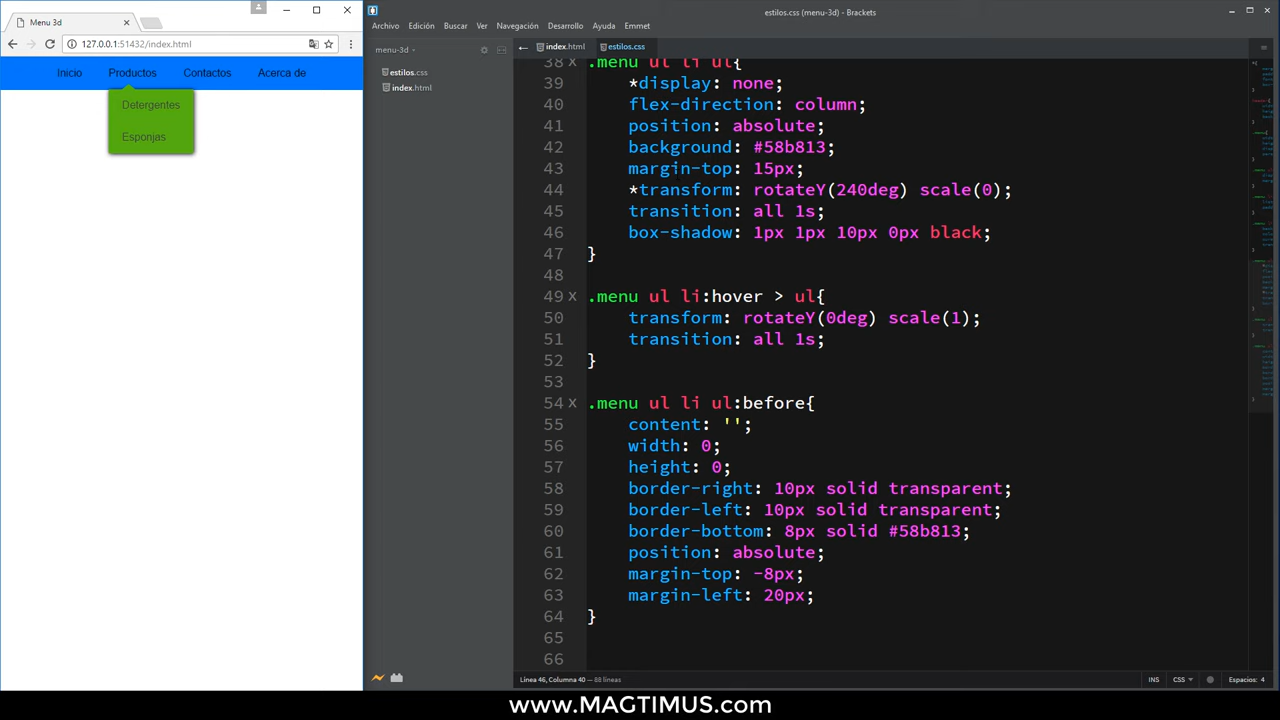 Menu 3d
127.0.0.1:51432/index.html
Inicio Productos Contactos Acerca de
Detergentes
Esponjas
estilos.css (menu-3d) - Brackets
Archivo Edición Buscar Ver Navegación Desarrollo Ayuda Emmet
menu-3d
estilos.css
index.html
index.html estilos.css
38 .menu ul li ul{
39 *display: none;
40 flex-direction: column;
41 position: absolute;
42 background: #58b813;
43 margin-top: 15px;
44 *transform: rotateY(240deg) scale(0);
45 transition: all 1s;
46 box-shadow: 1px 1px 10px 0px black;
47 }
48
49 .menu ul li:hover > ul{
50 transform: rotateY(0deg) scale(1);
51 transition: all 1s;
52 }
53
54 .menu ul li ul:before{
55 content: '';
56 width: 0;
57 height: 0;
58 border-right: 10px solid transparent;
59 border-left: 10px solid transparent;
60 border-bottom: 8px solid #58b813;
61 position: absolute;
62 margin-top: -8px;
63 margin-left: 20px;
64 }
65
66
Línea 46, Columna 40 — 88 líneas
INS CSS Espacios: 4
www.MAGTIMUS.com